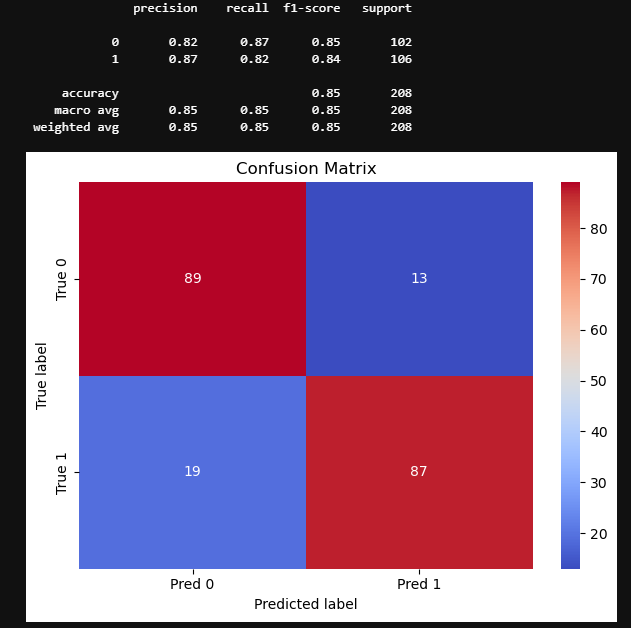 precision recall f1-score support
0 0.82 0.87 0.85 102
1 0.87 0.82 0.84 106
accuracy 0.85 208
macro avg 0.85 0.85 0.85 208
weighted avg 0.85 0.85 0.85 208
Confusion Matrix
True label
True 0
89 13
True 1
19 87
Pred 0 Pred 1
Predicted label
80
70
60
50
40
30
20